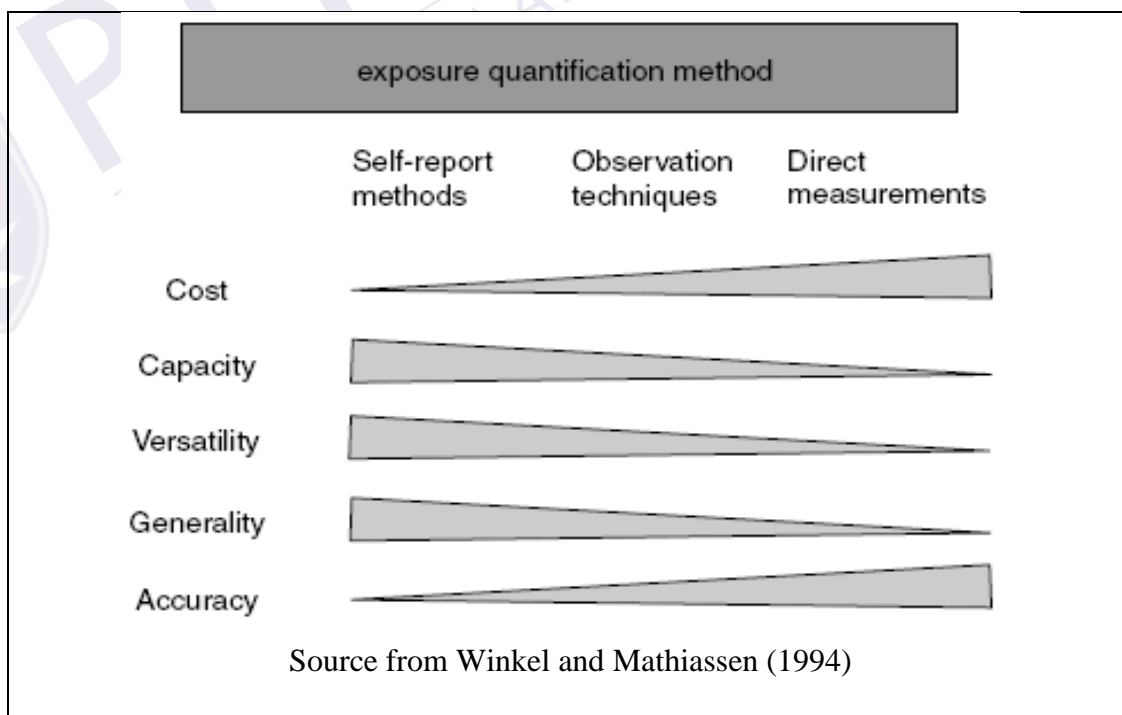 exposure quantification method
Self-report Observation Direct
methods techniques measurements
Cost
Capacity
Versatility
Generality
Accuracy
Source from Winkel and Mathiassen (1994)